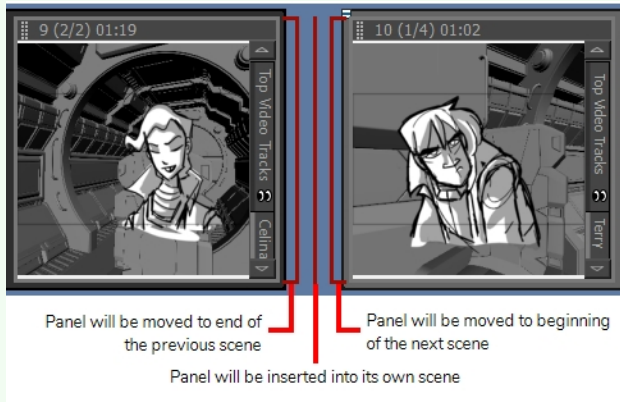 9 (2/2) 01:19
Top Video Tracks
Celina
10 (1/4) 01:02
Top Video Tracks
Terry
Panel will be moved to end of
the previous scene
Panel will be moved to beginning
of the next scene
Panel will be inserted into its own scene